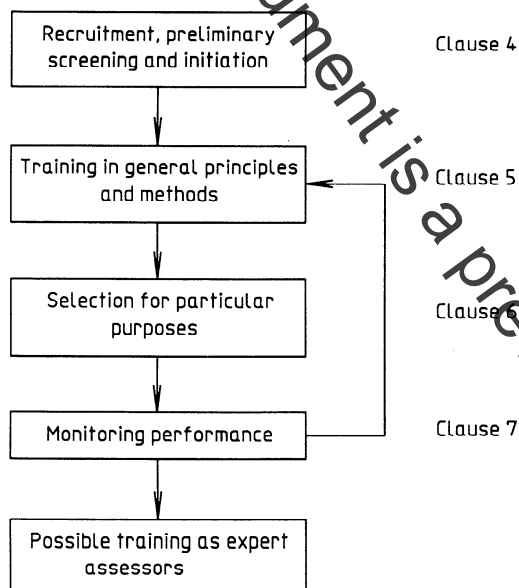 Recruitment, preliminary
screening and initiation
Clause 4
Training in general principles
and methods
Clause 5
Selection for particular
purposes
Clause 6
Monitoring performance
Clause 7
Possible training as expert
assessors
is a